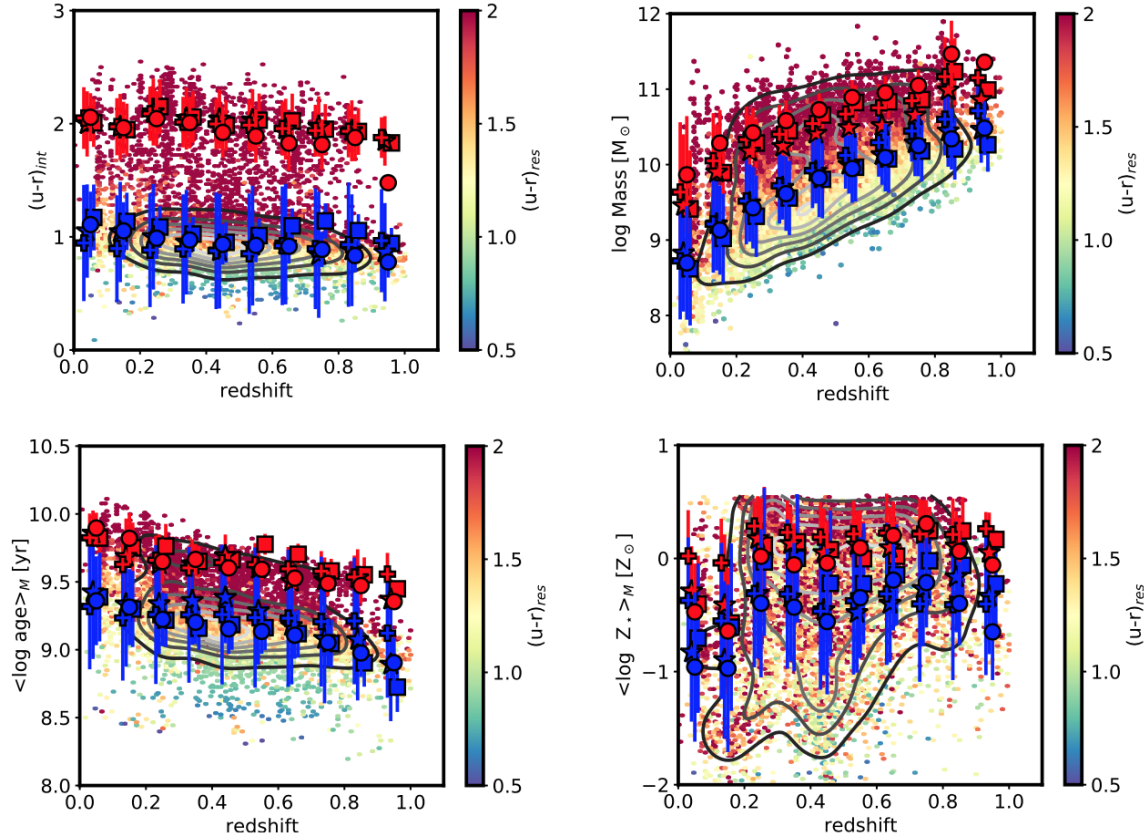 3
2
1
0
(u-r)int
0.0 0.2 0.4 0.6 0.8 1.0
redshift
2
1.5
1.0
0.5
(u-r)res
12
11
10
9
8
log Mass [M⊙]
0.0 0.2 0.4 0.6 0.8 1.0
redshift
2
1.5
1.0
0.5
(u-r)res
10.5
10.0
9.5
9.0
8.5
8.0
<log age>M [yr]
0.0 0.2 0.4 0.6 0.8 1.0
redshift
2
1.5
1.0
0.5
(u-r)res
1
0
−1
−2
<log Z⋆>M [Z⊙]
0.0 0.2 0.4 0.6 0.8 1.0
redshift
2
1.5
1.0
0.5
(u-r)res